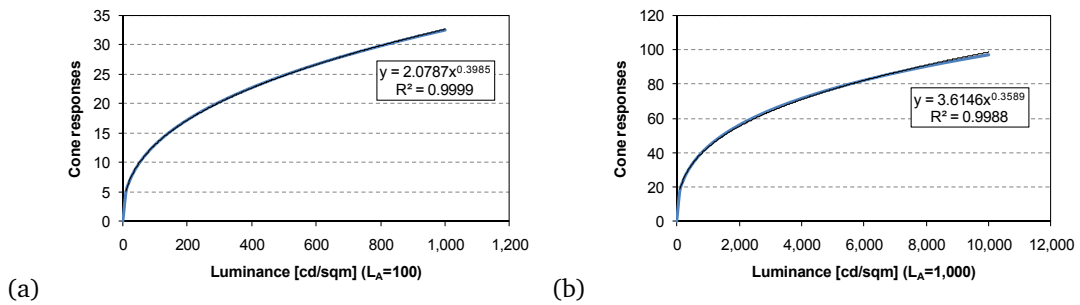 35
30
25
20
15
10
5
0
Cone responses
y = 2.0787x^0.3985
R² = 0.9999
0 200 400 600 800 1,000 1,200
Luminance [cd/sqm] (L_A=100)
(a)
120
100
80
60
40
20
0
Cone responses
y = 3.6146x^0.3589
R² = 0.9988
0 2,000 4,000 6,000 8,000 10,000 12,000
Luminance [cd/sqm] (L_A=1,000)
(b)